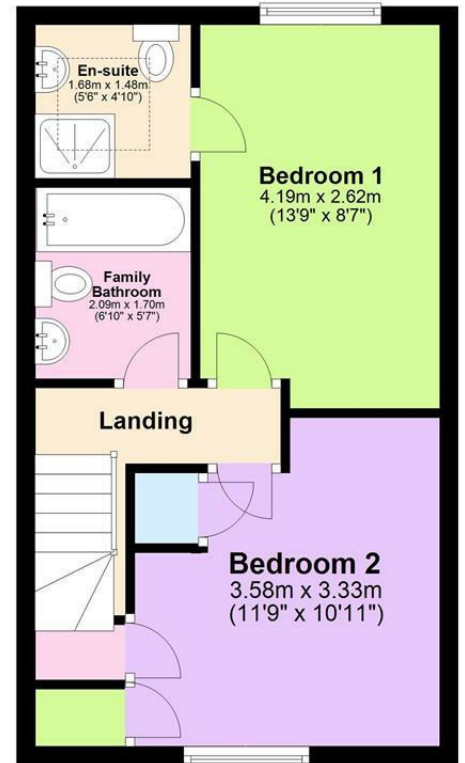 En-suite
1.68m x 1.48m
(5'6" x 4'10")
Bedroom 1
4.19m x 2.62m
(13'9" x 8'7")
Family
Bathroom
2.09m x 1.70m
(6'10" x 5'7")
Landing
Bedroom 2
3.58m x 3.33m
(11'9" x 10'11")